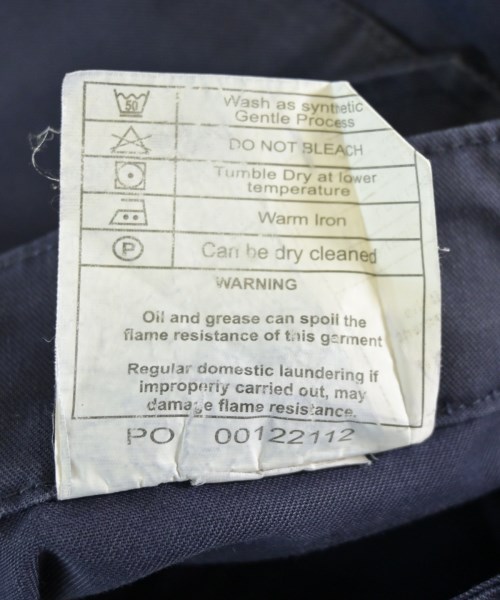 50
Wash as synthetic
Gentle Process
DO NOT BLEACH
Tumble Dry at lower
temperature
Warm Iron
P
Can be dry cleaned
WARNING
Oil and grease can spoil the
flame resistance of this garment
Regular domestic laundering if
improperly carried out, may
damage flame resistance.
PO 00122112